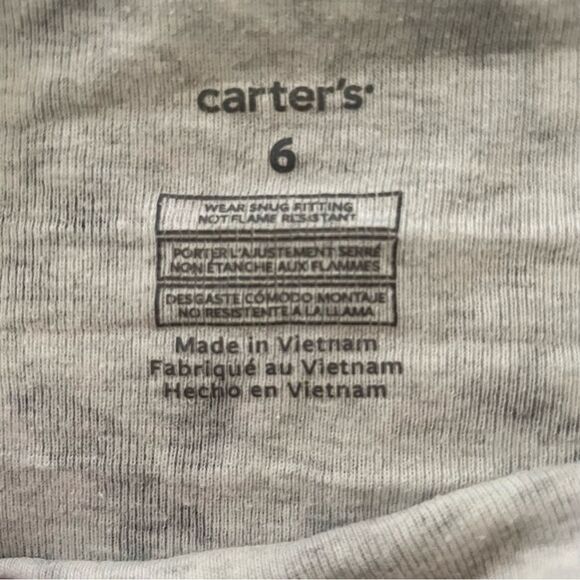 carter's
6
WEAR SNUG FITTING
NOT FLAME RESISTANT
PORTER L'AJUSTEMENT SERRÉ
NON ÉTANCHE AUX FLAMMES
DESGASTE CÓMODO MONTAJE
NO RESISTENTE A LA LLAMA
Made in Vietnam
Fabriqué au Vietnam
Hecho en Vietnam